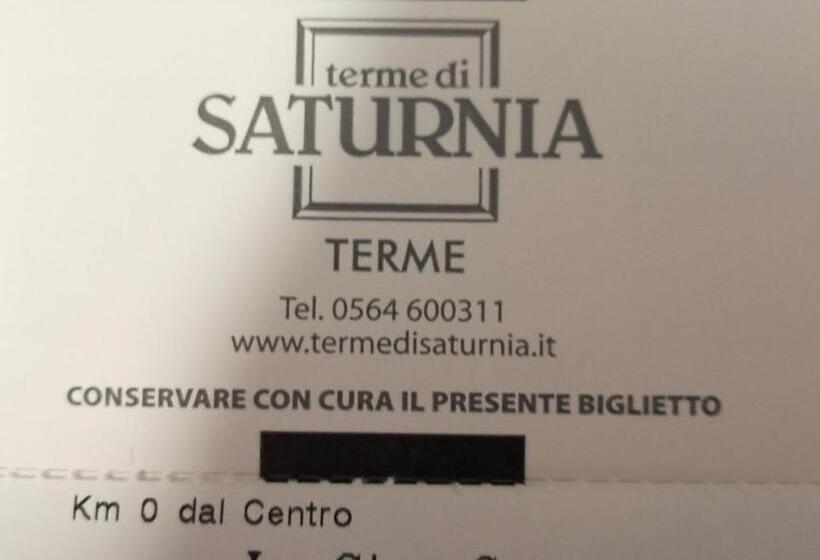 terme di
SATURNIA
TERME
Tel. 0564 600311
www.termedisaturnia.it
CONSERVARE CON CURA IL PRESENTE BIGLIETTO
Km 0 dal Centro